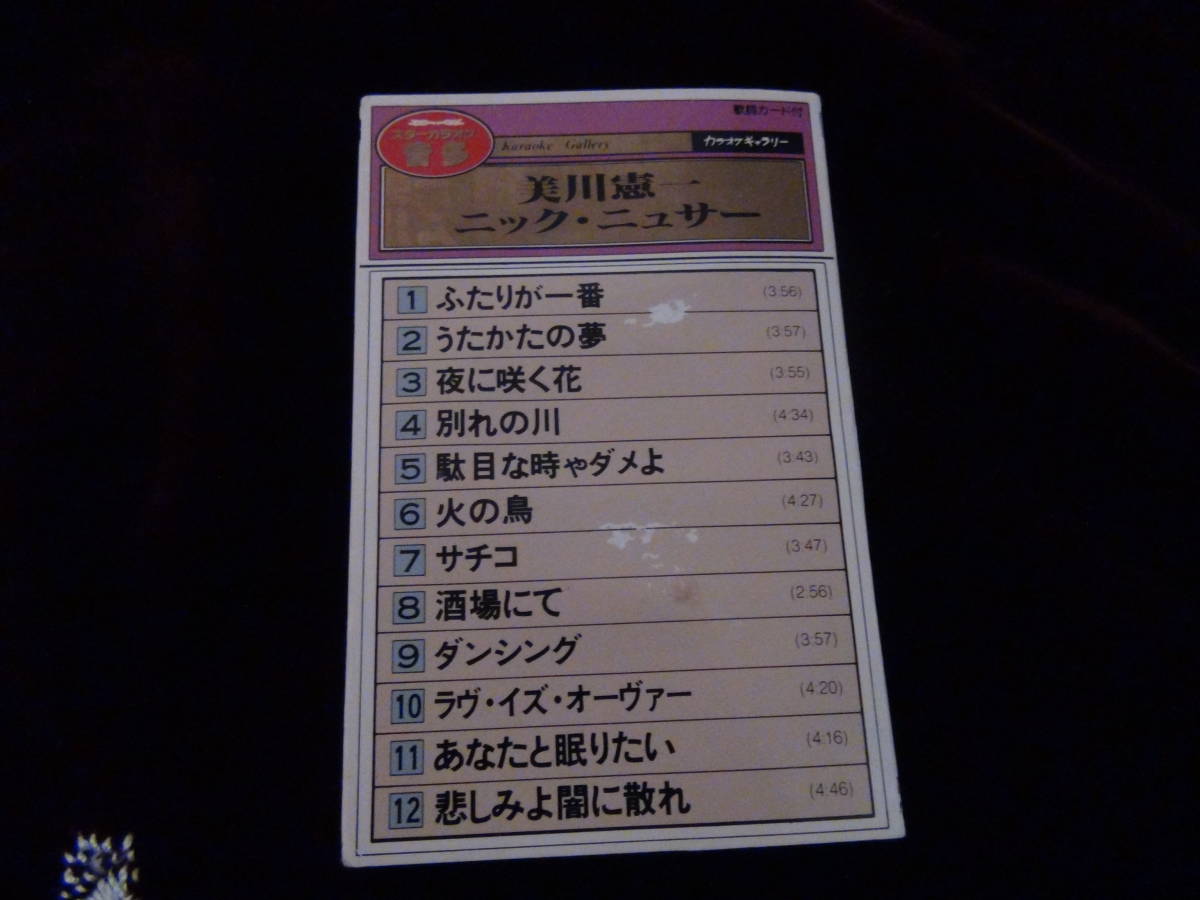 歌詞カード付
スターカラオケ
音多
Karaoke Gallery
カラオケギャラリー
美川憲一
ニック・ニューサー
1 ふたりが一番 (3:56)
2 うたかたの夢 (3:57)
3 夜に咲く花 (3:55)
4 別れの川 (4:34)
5 駄目な時ゃダメよ (3:43)
6 火の鳥 (4:27)
7 サチコ (3:47)
8 酒場にて (2:56)
9 ダンシング (3:57)
10 ラヴ・イズ・オーヴァー (4:20)
11 あなたと眠りたい (4:16)
12 悲しみよ闇に散れ (4:46)